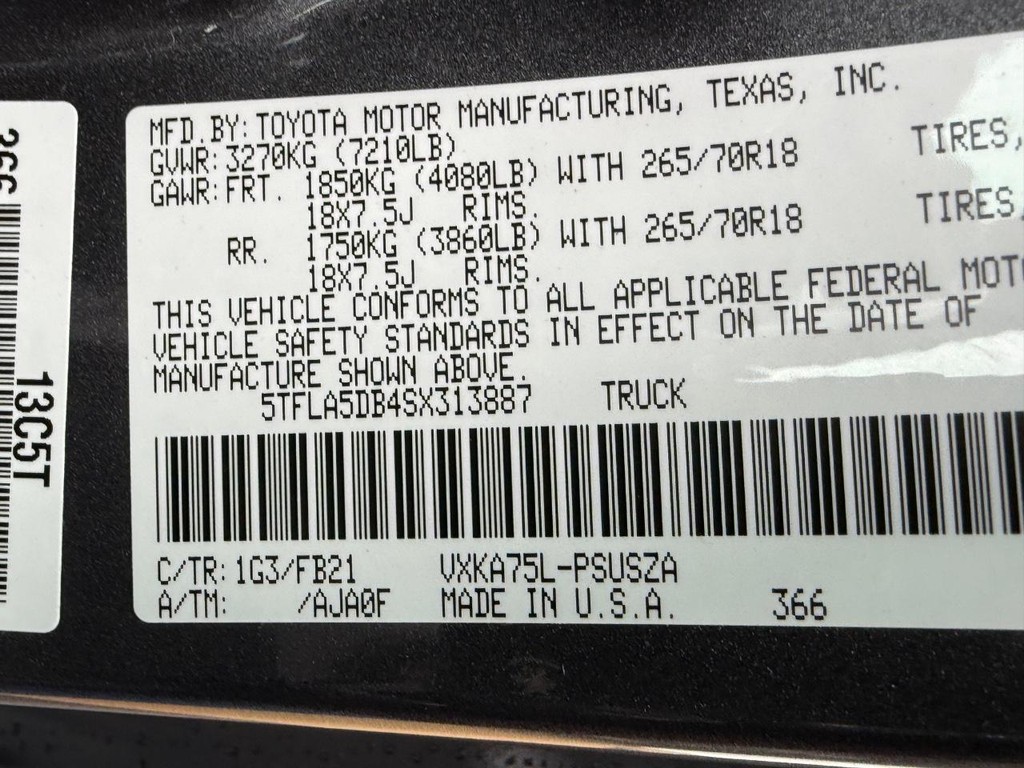 MFD.BY:TOYOTA MOTOR MANUFACTURING, TEXAS, INC.
GVWR:3270KG (7210LB)
GAWR:FRT. 1850KG (4080LB) WITH 265/70R18 TIRES,
18X7.5J RIMS.
RR. 1750KG (3860LB) WITH 265/70R18 TIRES
18X7.5J RIMS.
THIS VEHICLE CONFORMS TO ALL APPLICABLE FEDERAL MOTO
VEHICLE SAFETY STANDARDS IN EFFECT ON THE DATE OF
MANUFACTURE SHOWN ABOVE.
5TFLA5DB4SX313887 TRUCK
C/TR:1G3/FB21 VXKA75L-PSUSZA
A/TM: /AJA0F MADE IN U.S.A. 366
366
13C5T